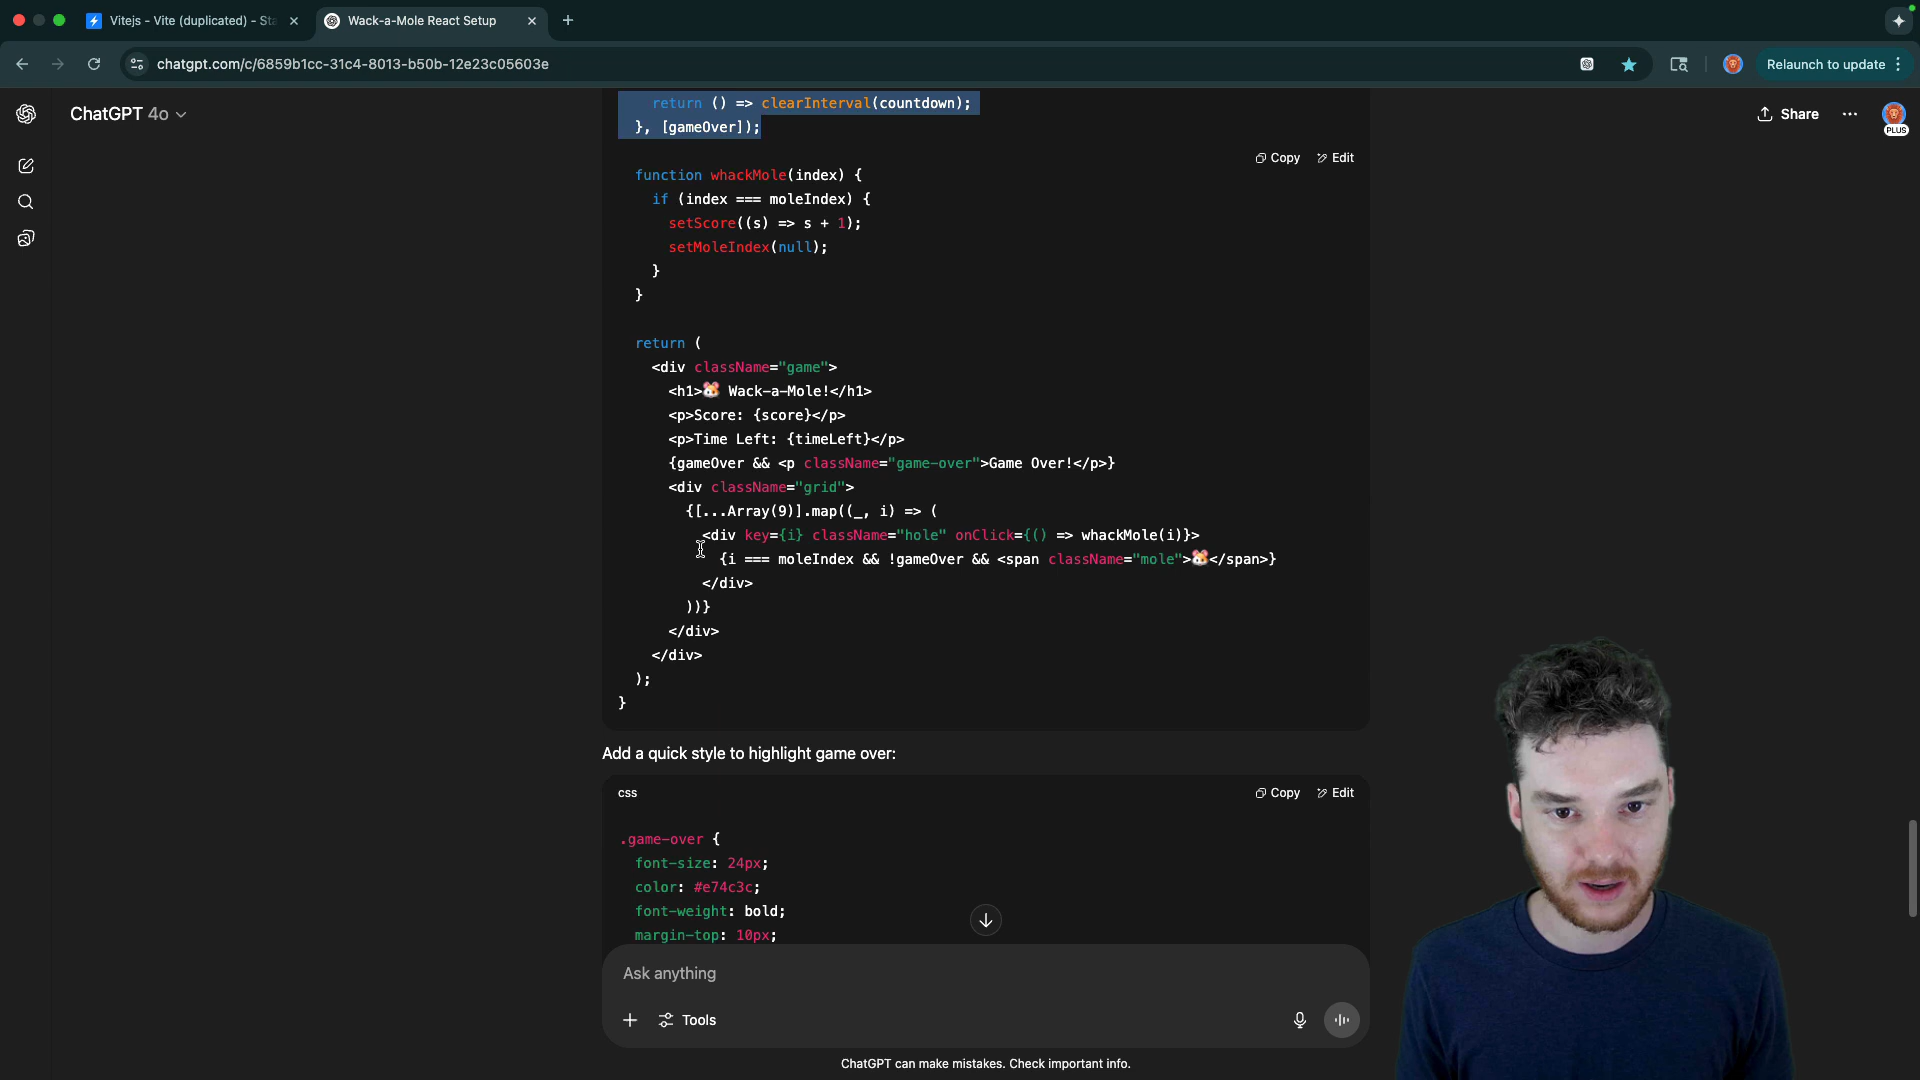 Vitejs - Vite (duplicated) - Sta
Wack-a-Mole React Setup
chatgpt.com/c/6859b1cc-31c4-8013-b50b-12e23c05603e
Relaunch to update
ChatGPT 4o
Share
PLUS
return () => clearInterval(countdown);
}, [gameOver]);
Copy
Edit
function whackMole(index) {
if (index === moleIndex) {
setScore((s) => s + 1);
setMoleIndex(null);
}
}
return (
<div className="game">
<h1>🐹 Wack-a-Mole!</h1>
<p>Score: {score}</p>
<p>Time Left: {timeLeft}</p>
{gameOver && <p className="game-over">Game Over!</p>}
<div className="grid">
{[...Array(9)].map((_, i) => (
<div key={i} className="hole" onClick={() => whackMole(i)}>
{i === moleIndex && !gameOver && <span className="mole">🐹</span>}
</div>
))}
</div>
</div>
);
}
Add a quick style to highlight game over:
css
Copy
Edit
.game-over {
font-size: 24px;
color: #e74c3c;
font-weight: bold;
margin-top: 10px;
Ask anything
Tools
ChatGPT can make mistakes. Check important info.